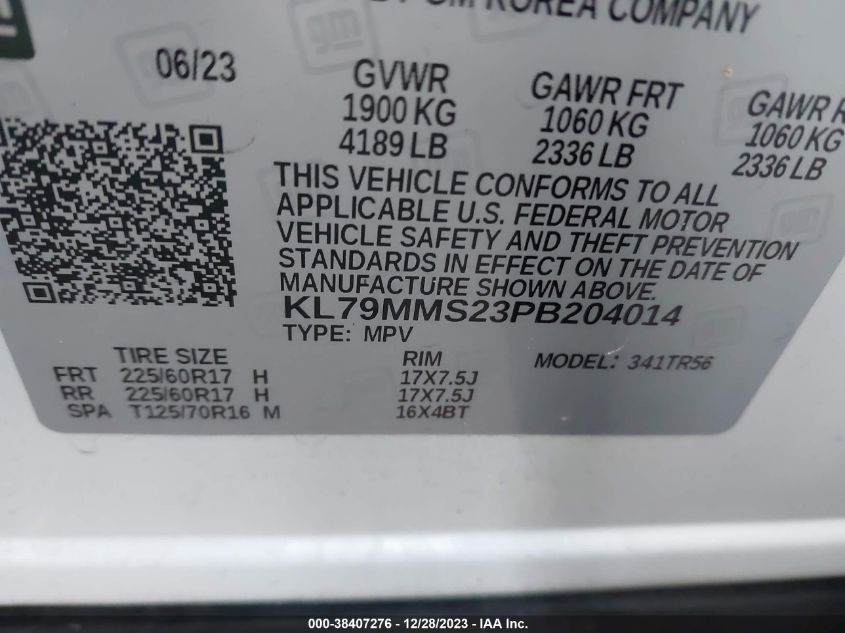 GM KOREA COMPANY
06/23
GVWR
1900 KG
4189 LB
GAWR FRT
1060 KG
2336 LB
GAWR R
1060 KG
2336 LB
THIS VEHICLE CONFORMS TO ALL
APPLICABLE U.S. FEDERAL MOTOR
VEHICLE SAFETY AND THEFT PREVENTION
STANDARDS IN EFFECT ON THE DATE OF
MANUFACTURE SHOWN ABOVE.
KL79MMS23PB204014
TYPE: MPV
TIRE SIZE RIM MODEL: 341TR56
FRT 225/60R17 H 17X7.5J
RR 225/60R17 H 17X7.5J
SPA T125/70R16 M 16X4BT
000-38407276 - 12/28/2023 - IAA Inc.